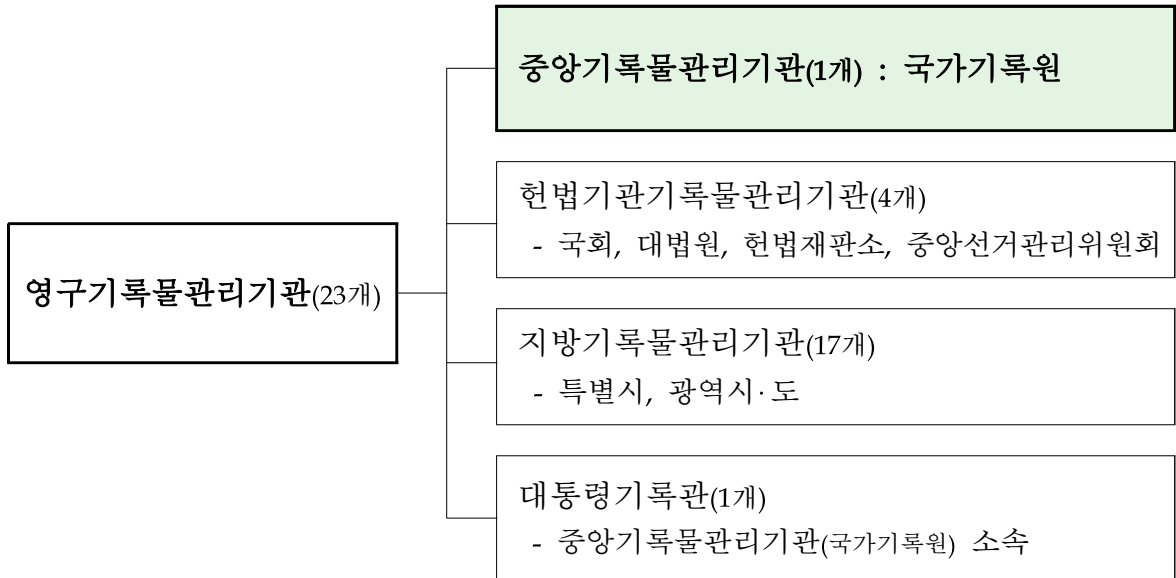 중앙기록물관리기관(1개) : 국가기록원
헌법기관기록물관리기관(4개)
- 국회, 대법원, 헌법재판소, 중앙선거관리위원회
영구기록물관리기관(23개)
지방기록물관리기관(17개)
- 특별시, 광역시·도
대통령기록관(1개)
- 중앙기록물관리기관(국가기록원) 소속